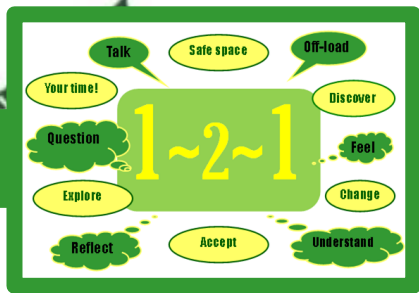 Talk
Safe space
Off-load
Your time!
Discover
Question
1~2~1
Feel
Explore
Change
Reflect
Accept
Understand